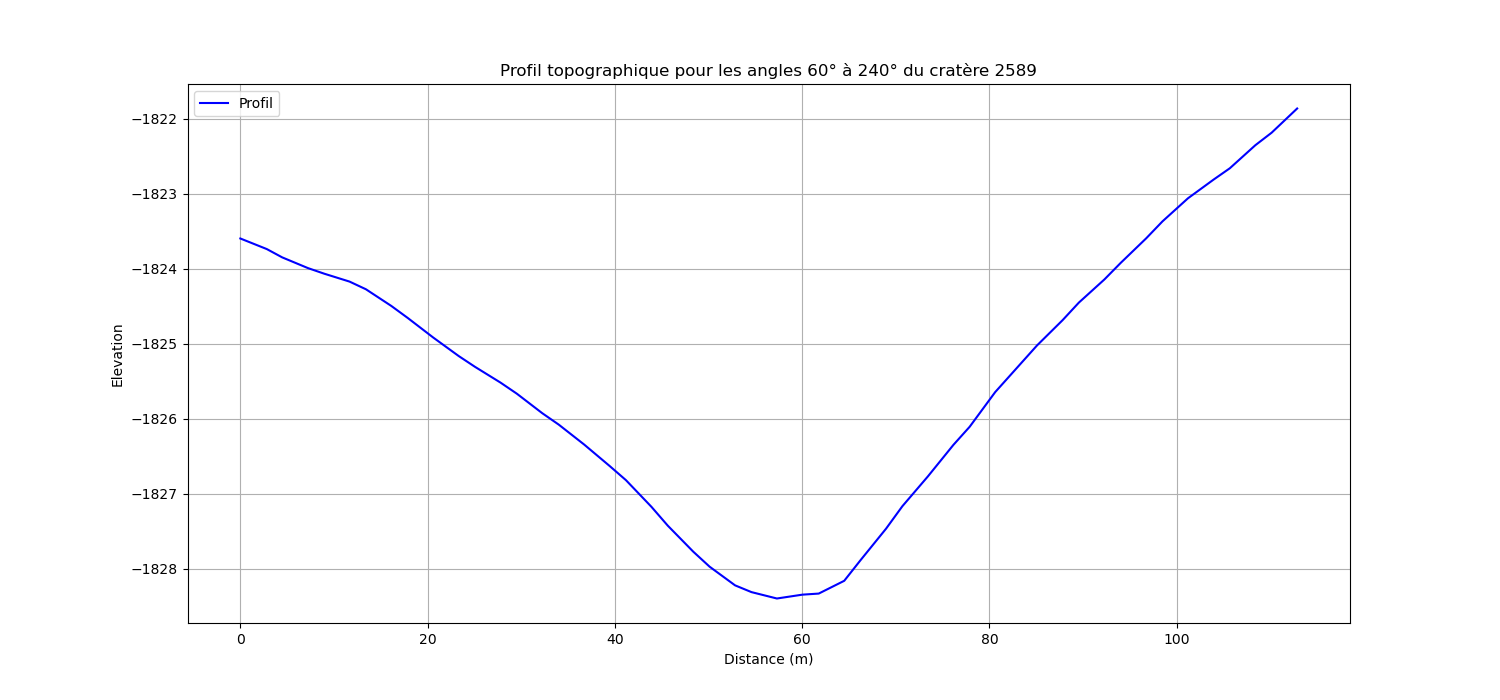 Profil topographique pour les angles 60° à 240° du cratère 2589
Profil
−1822
−1823
−1824
−1825
−1826
−1827
−1828
Elevation
0 20 40 60 80 100
Distance (m)